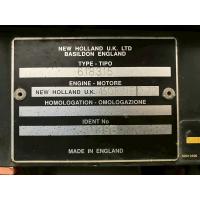 NEW HOLLAND U.K. LTD
BASILDON ENGLAND
TYPE - TIPO
ENGINE - MOTORE
NEW HOLLAND U.K.
HOMOLOGATION - OMOLOGAZIONE
IDENT No
MADE IN ENGLAND